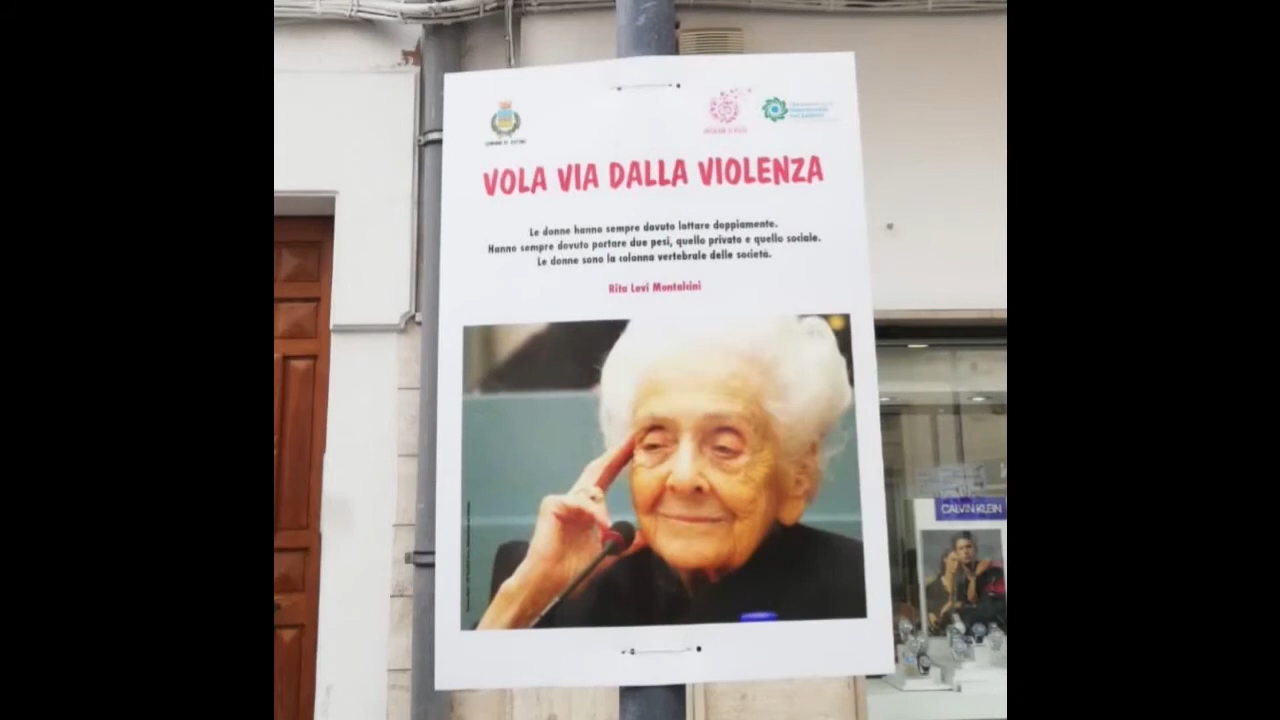 VOLA VIA DALLA VIOLENZA
Le donne hanno sempre dovuto lottare doppiamente.
Hanno sempre dovuto portare due pesi, quello privato e quello sociale.
Le donne sono la colonna vertebrale delle società.
Rita Levi Montalcini
CALVIN KLEIN